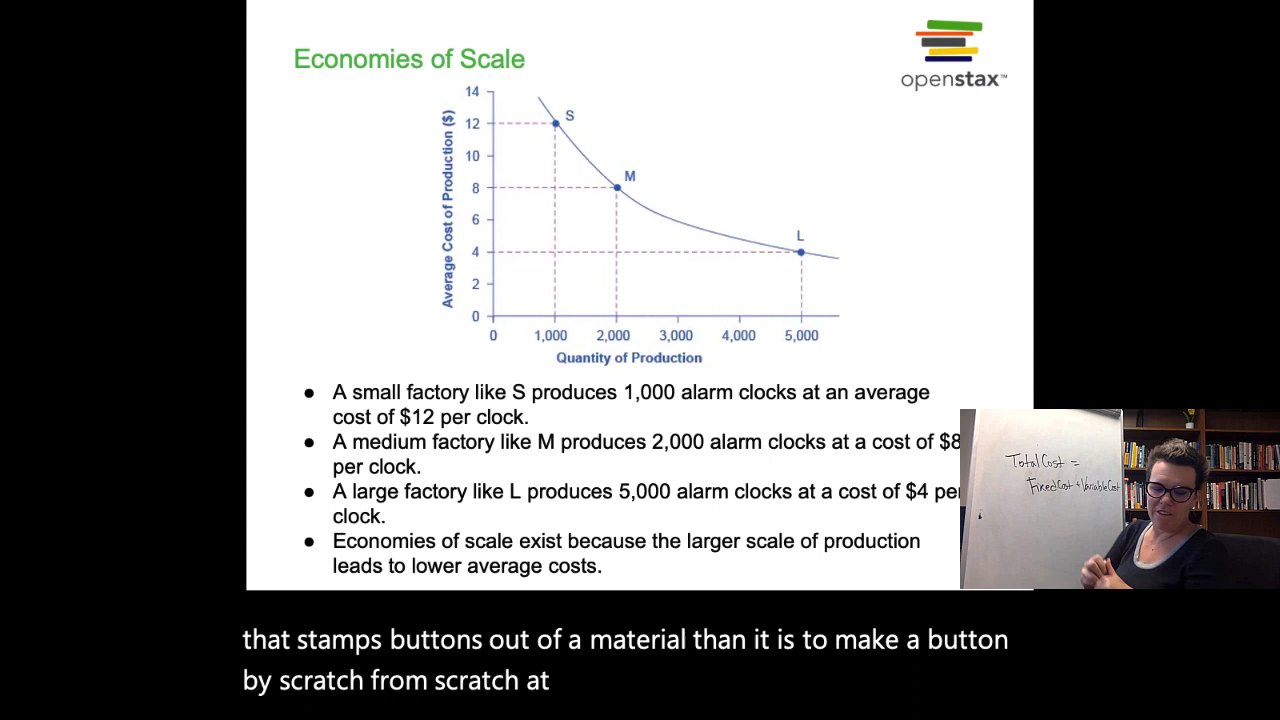 Economies of Scale
openstax™
Average Cost of Production ($)
14
12
10
8
6
4
2
0
S
M
L
0 1,000 2,000 3,000 4,000 5,000
Quantity of Production
● A small factory like S produces 1,000 alarm clocks at an average
cost of $12 per clock.
● A medium factory like M produces 2,000 alarm clocks at a cost of $8
per clock.
● A large factory like L produces 5,000 alarm clocks at a cost of $4 per
clock.
● Economies of scale exist because the larger scale of production
leads to lower average costs.
Total Cost =
Fixed Cost + Variable Cost
that stamps buttons out of a material than it is to make a button
by scratch from scratch at